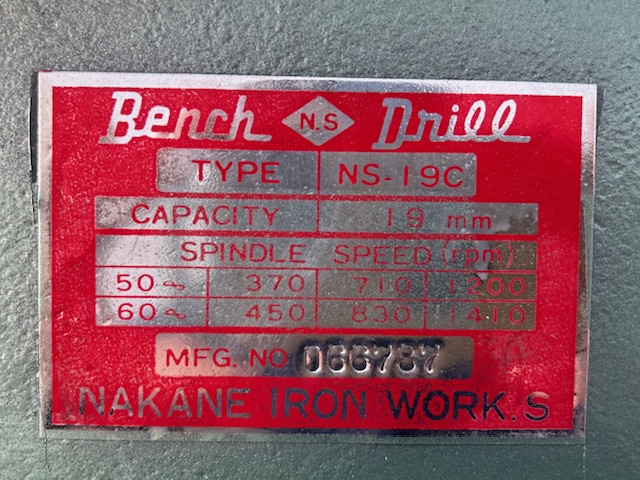 Bench N.S Drill
TYPE NS-19C
CAPACITY 19 mm
SPINDLE SPEED (rpm)
50~ 370 710 1200
60~ 450 830 1410
MFG. NO 066787
NAKANE IRON WORK.S